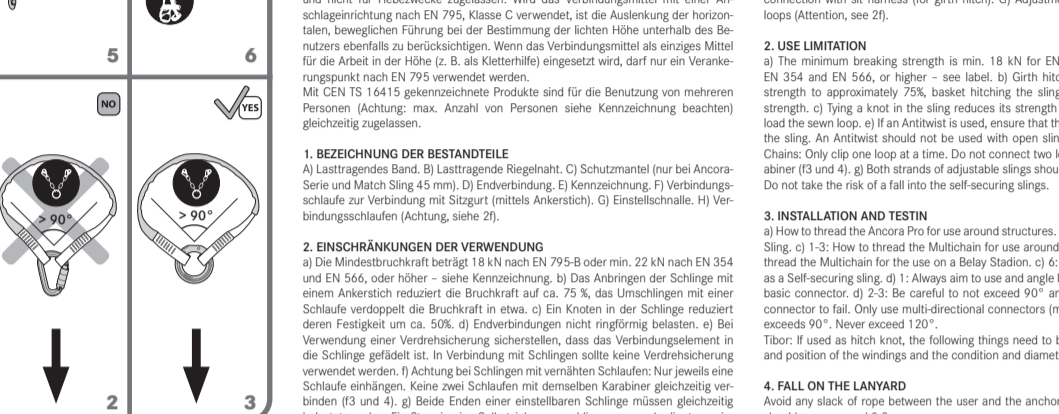 5
6
NO
YES
> 90°
> 90°
2
3
schlageinrichtung nach EN 795, Klasse C verwendet, ist die Auslenkung der horizon-
talen, beweglichen Führung bei der Bestimmung der lichten Höhe unterhalb des Be-
nutzers ebenfalls zu berücksichtigen. Wenn das Verbindungsmittel als einziges Mittel
für die Arbeit in der Höhe (z. B. als Kletterhilfe) eingesetzt wird, darf nur ein Veranke-
rungspunkt nach EN 795 verwendet werden.
Mit CEN TS 16415 gekennzeichnete Produkte sind für die Benutzung von mehreren
Personen (Achtung: max. Anzahl von Personen siehe Kennzeichnung beachten)
gleichzeitig zugelassen.
1. BEZEICHNUNG DER BESTANDTEILE
A) Lasttragendes Band. B) Lasttragende Riegelnaht. C) Schutzmantel (nur bei Ancora-
Serie und Match Sling 45 mm). D) Endverbindung. E) Kennzeichnung. F) Verbindungs-
schlaufe zur Verbindung mit Sitzgurt (mittels Ankerstich). G) Einstellschnalle. H) Ver-
bindungsschlaufen (Achtung, siehe 2f).
2. EINSCHRÄNKUNGEN DER VERWENDUNG
a) Die Mindestbruchkraft beträgt 18 kN nach EN 795-B oder min. 22 kN nach EN 354
und EN 566, oder höher – siehe Kennzeichnung. b) Das Anbringen der Schlinge mit
einem Ankerstich reduziert die Bruchkraft auf ca. 75 %, das Umschlingen mit einer
Schlaufe verdoppelt die Bruchkraft in etwa. c) Ein Knoten in der Schlinge reduziert
deren Festigkeit um ca. 50%. d) Endverbindungen nicht ringförmig belasten. e) Bei
Verwendung einer Verdrehsicherung sicherstellen, dass das Verbindungselement in
die Schlinge gefädelt ist. In Verbindung mit Schlingen sollte keine Verdrehsicherung
verwendet werden. f) Achtung bei Schlingen mit vernähten Schlaufen: Nur jeweils eine
Schlaufe einhängen. Keine zwei Schlaufen mit demselben Karabiner gleichzeitig ver-
binden (f3 und 4). g) Beide Enden einer einstellbaren Schlinge müssen gleichzeitig
loops (Attention, see 2f).
2. USE LIMITATION
a) The minimum breaking strength is min. 18 kN for EN
EN 354 and EN 566, or higher – see label. b) Girth hitc
strength to approximately 75%, basket hitching the sling
strength. c) Tying a knot in the sling reduces its strength
load the sewn loop. e) If an Antitwist is used, ensure that th
the sling. An Antitwist should not be used with open slin
Chains: Only clip one loop at a time. Do not connect two l
abiner (f3 und 4). g) Both strands of adjustable slings shou
Do not take the risk of a fall into the self-securing slings.
3. INSTALLATION AND TESTIN
a) How to thread the Ancora Pro for use around structures.
Sling. c) 1-3: How to thread the Multichain for use around
thread the Multichain for the use on a Belay Stadion. c) 6:
as a Self-securing sling. d) 1: Always aim to use and angle l
basic connector. d) 2-3: Be careful to not exceed 90° an
connector to fail. Only use multi-directional connectors (m
exceeds 90°. Never exceed 120°.
Tibor: If used as hitch knot, the following things need to b
and position of the windings and the condition and diamet
4. FALL ON THE LANYARD
Avoid any slack of rope between the user and the anchor